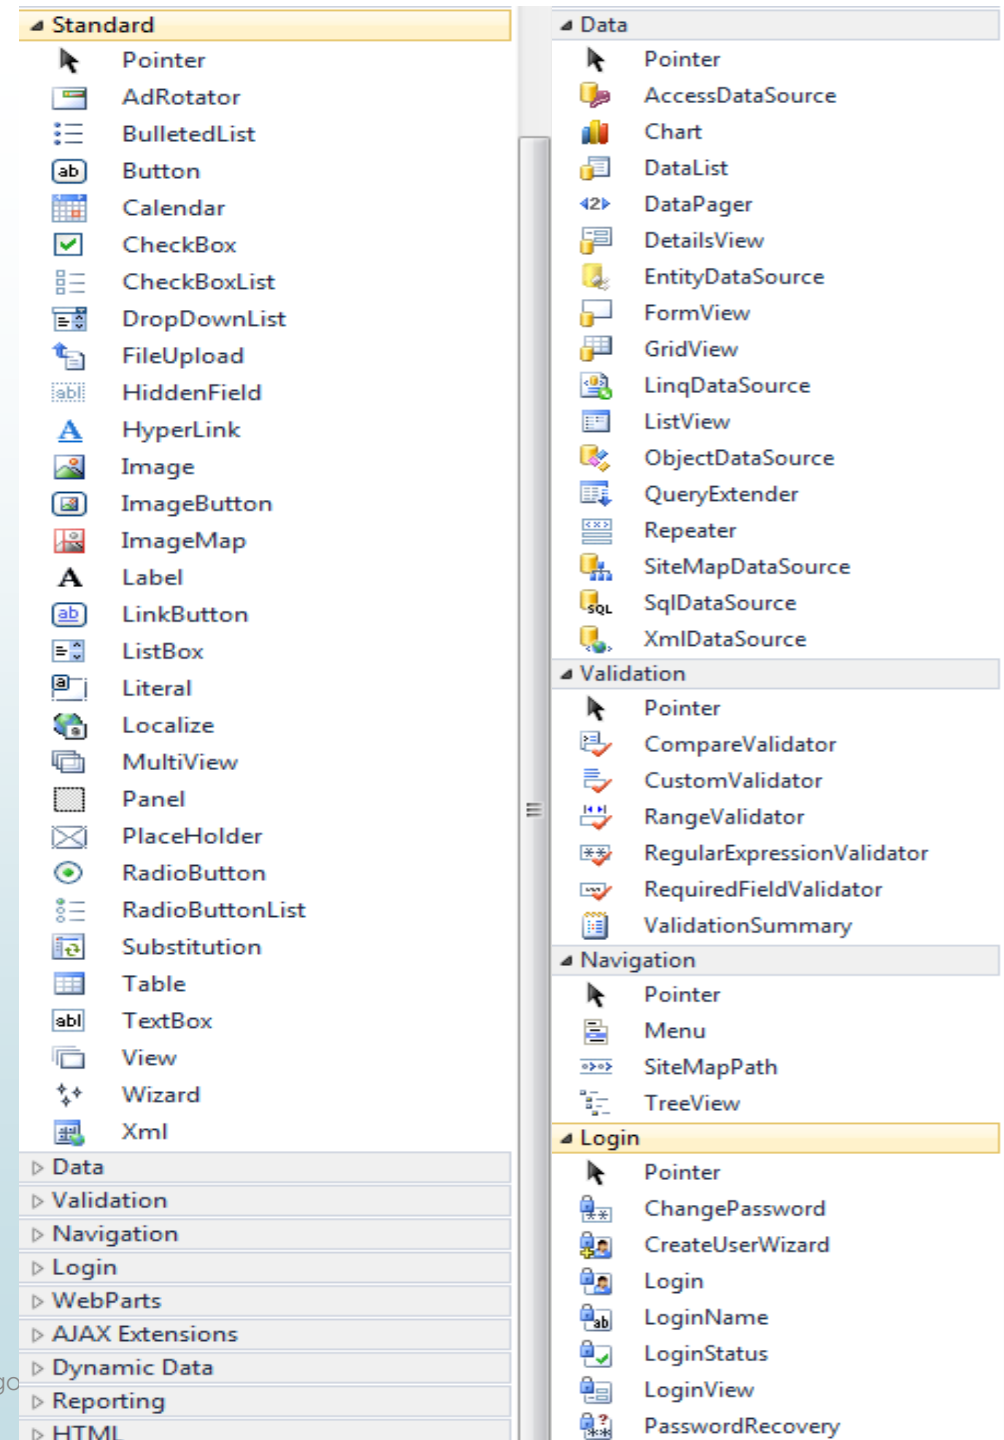 Standard
Pointer
AdRotator
BulletedList
Button
Calendar
CheckBox
CheckBoxList
DropDownList
FileUpload
HiddenField
HyperLink
Image
ImageButton
ImageMap
Label
LinkButton
ListBox
Literal
Localize
MultiView
Panel
PlaceHolder
RadioButton
RadioButtonList
Substitution
Table
TextBox
View
Wizard
Xml
Data
Validation
Navigation
Login
WebParts
AJAX Extensions
Dynamic Data
Reporting
HTML
Data
Pointer
AccessDataSource
Chart
DataList
DataPager
DetailsView
EntityDataSource
FormView
GridView
LinqDataSource
ListView
ObjectDataSource
QueryExtender
Repeater
SiteMapDataSource
SqlDataSource
XmlDataSource
Validation
Pointer
CompareValidator
CustomValidator
RangeValidator
RegularExpressionValidator
RequiredFieldValidator
ValidationSummary
Navigation
Pointer
Menu
SiteMapPath
TreeView
Login
Pointer
ChangePassword
CreateUserWizard
Login
LoginName
LoginStatus
LoginView
PasswordRecovery